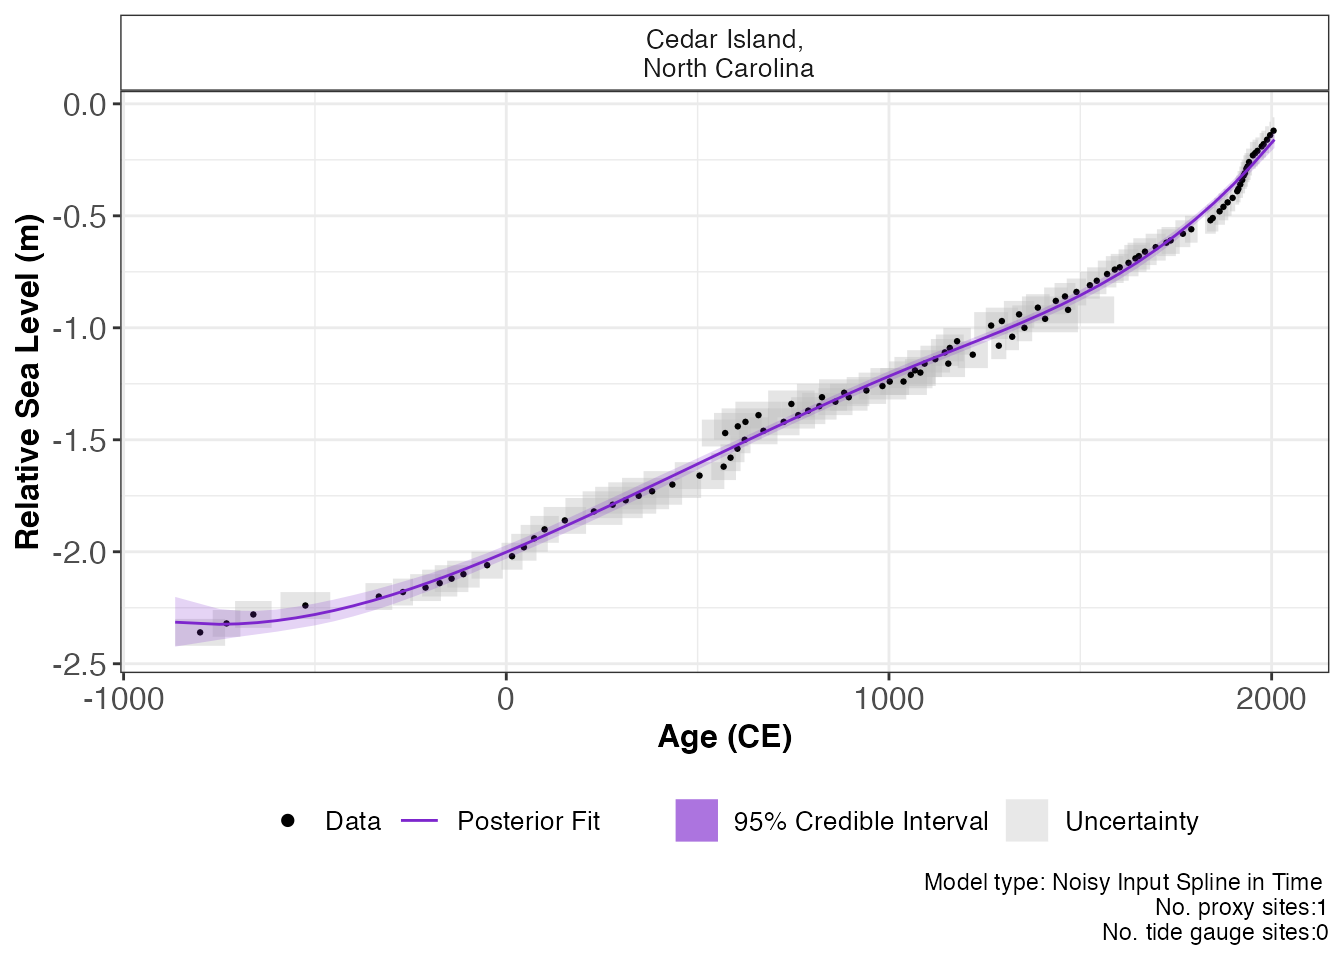 Cedar Island,
North Carolina
0.0
-0.5
-1.0
-1.5
-2.0
-2.5
Relative Sea Level (m)
-1000 0 1000 2000
Age (CE)
Data Posterior Fit 95% Credible Interval Uncertainty
Model type: Noisy Input Spline in Time
No. proxy sites:1
No. tide gauge sites:0